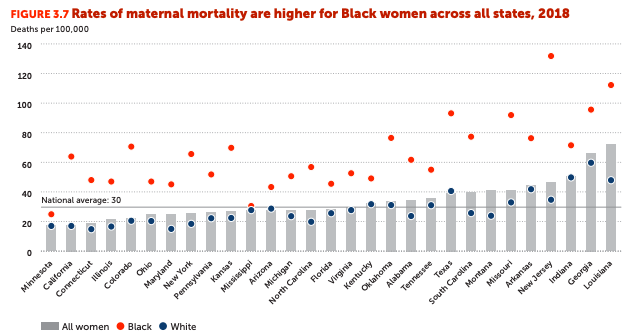 FIGURE 3.7 Rates of maternal mortality are higher for Black women across all states, 2018
Deaths per 100,000
140
120
100
80
60
40
National average: 30
20
0
Minnesota
California
Connecticut
Illinois
Colorado
Ohio
Maryland
New York
Pennsylvania
Kansas
Mississippi
Arizona
Michigan
North Carolina
Florida
Virginia
Kentucky
Oklahoma
Alabama
Tennessee
Texas
South Carolina
Montana
Missouri
Arkansas
New Jersey
Indiana
Georgia
Louisiana
All women Black White